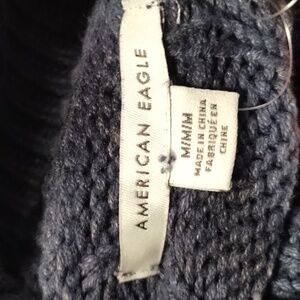 AMERICAN EAGLE
M/M/M
MADE IN CHINA
FABRIQUÉ EN
CHINE